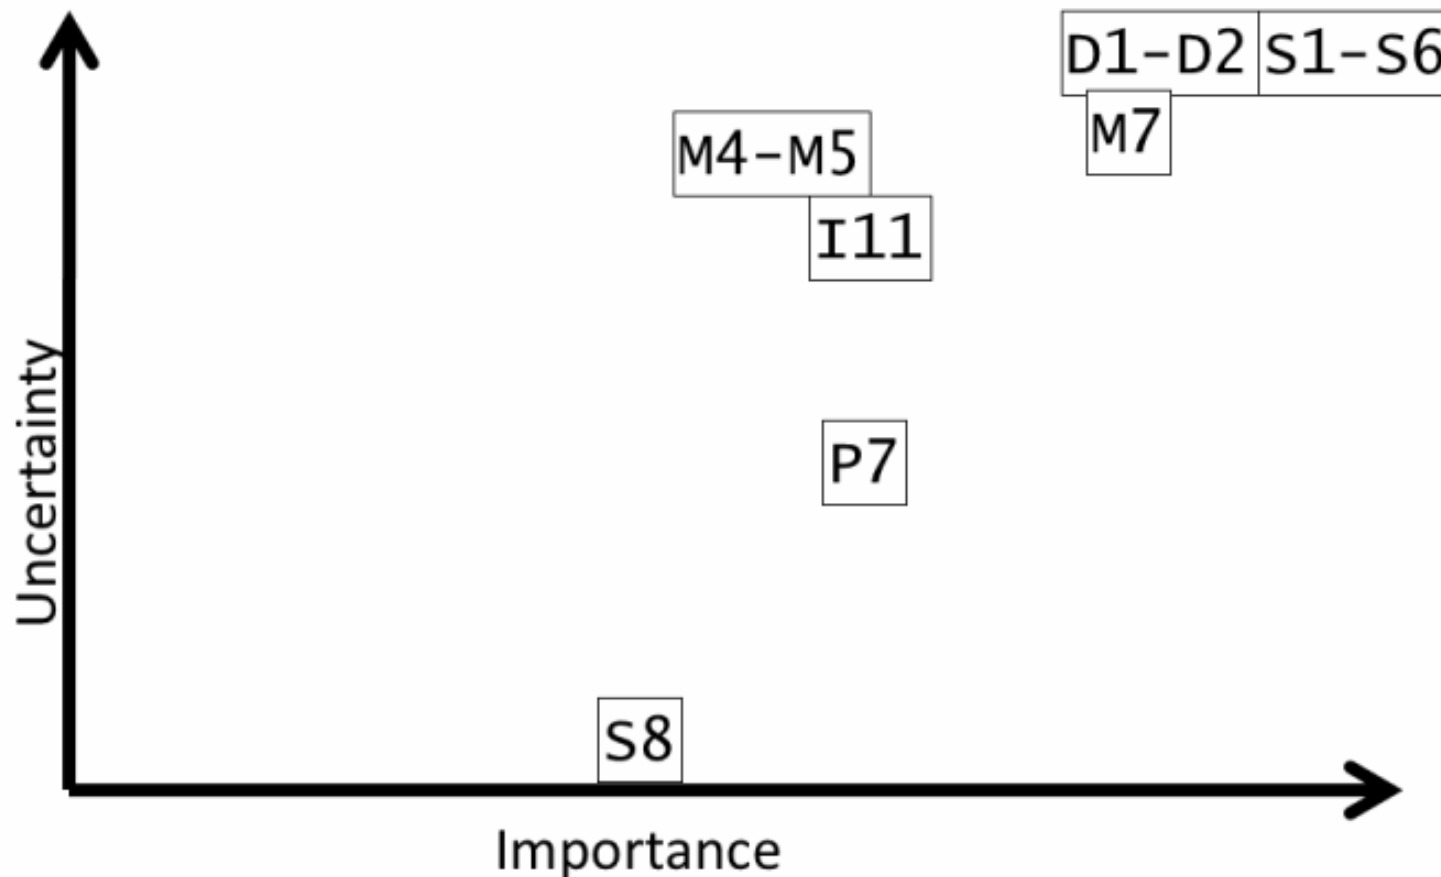 D1-D2 S1-S6
M7
M4-M5
I11
P7
S8
Uncertainty
Importance